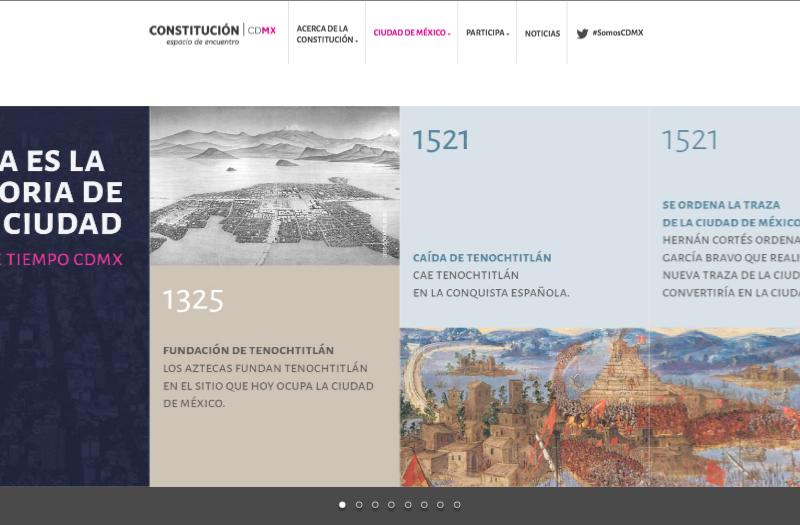 CONSTITUCIÓN | CDMX
espacio de encuentro
ACERCA DE LA
CONSTITUCIÓN
CIUDAD DE MÉXICO
PARTICIPA
NOTICIAS
#SomosCDMX
A ES LA
ORIA DE
CIUDAD
E TIEMPO CDMX
1325
FUNDACIÓN DE TENOCHTITLÁN
LOS AZTECAS FUNDAN TENOCHTITLÁN
EN EL SITIO QUE HOY OCUPA LA CIUDAD
DE MÉXICO.
1521
CAÍDA DE TENOCHTITLÁN
CAE TENOCHTITLÁN
EN LA CONQUISTA ESPAÑOLA.
1521
SE ORDENA LA TRAZA
DE LA CIUDAD DE MÉXICO
HERNÁN CORTÉS ORDENA
GARCÍA BRAVO QUE REALI
NUEVA TRAZA DE LA CIUD
CONVERTIRÍA EN LA CIUDA